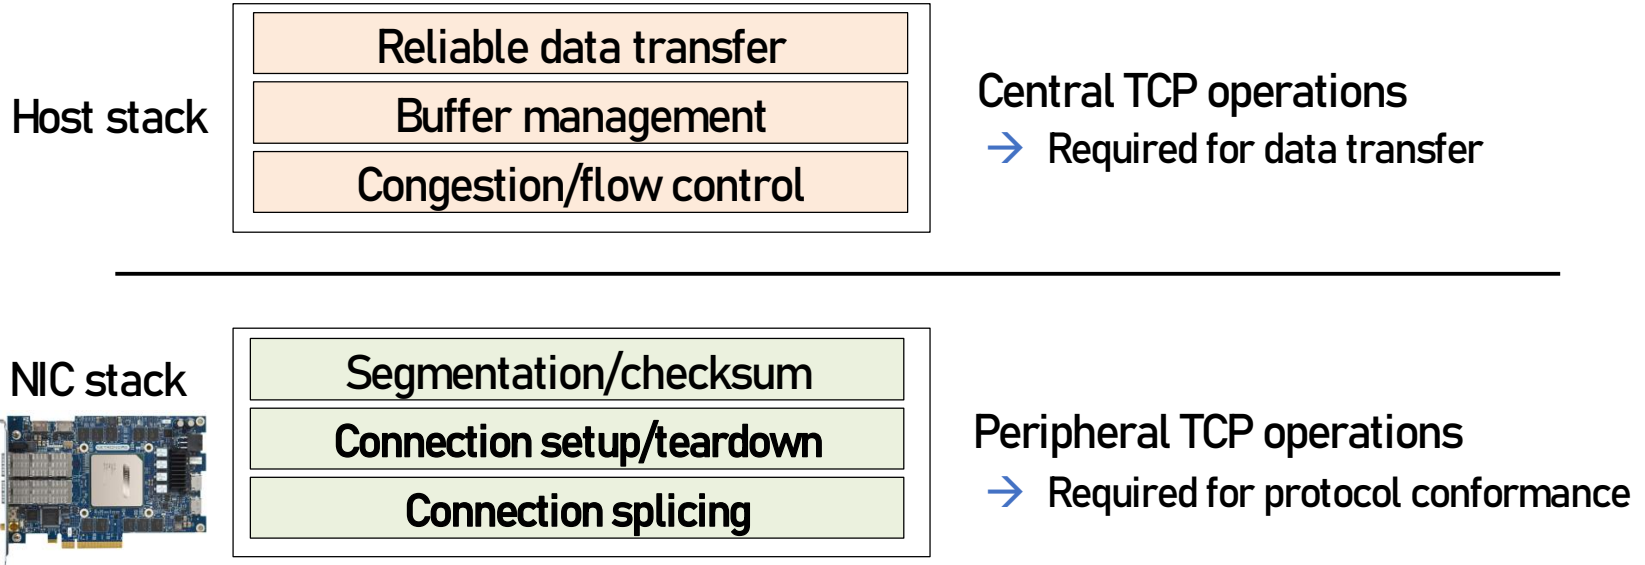 Reliable data transfer
Host stack
Buffer management
Congestion/flow control
Central TCP operations
→ Required for data transfer
NIC stack
Segmentation/checksum
Connection setup/teardown
Connection splicing
Peripheral TCP operations
→ Required for protocol conformance